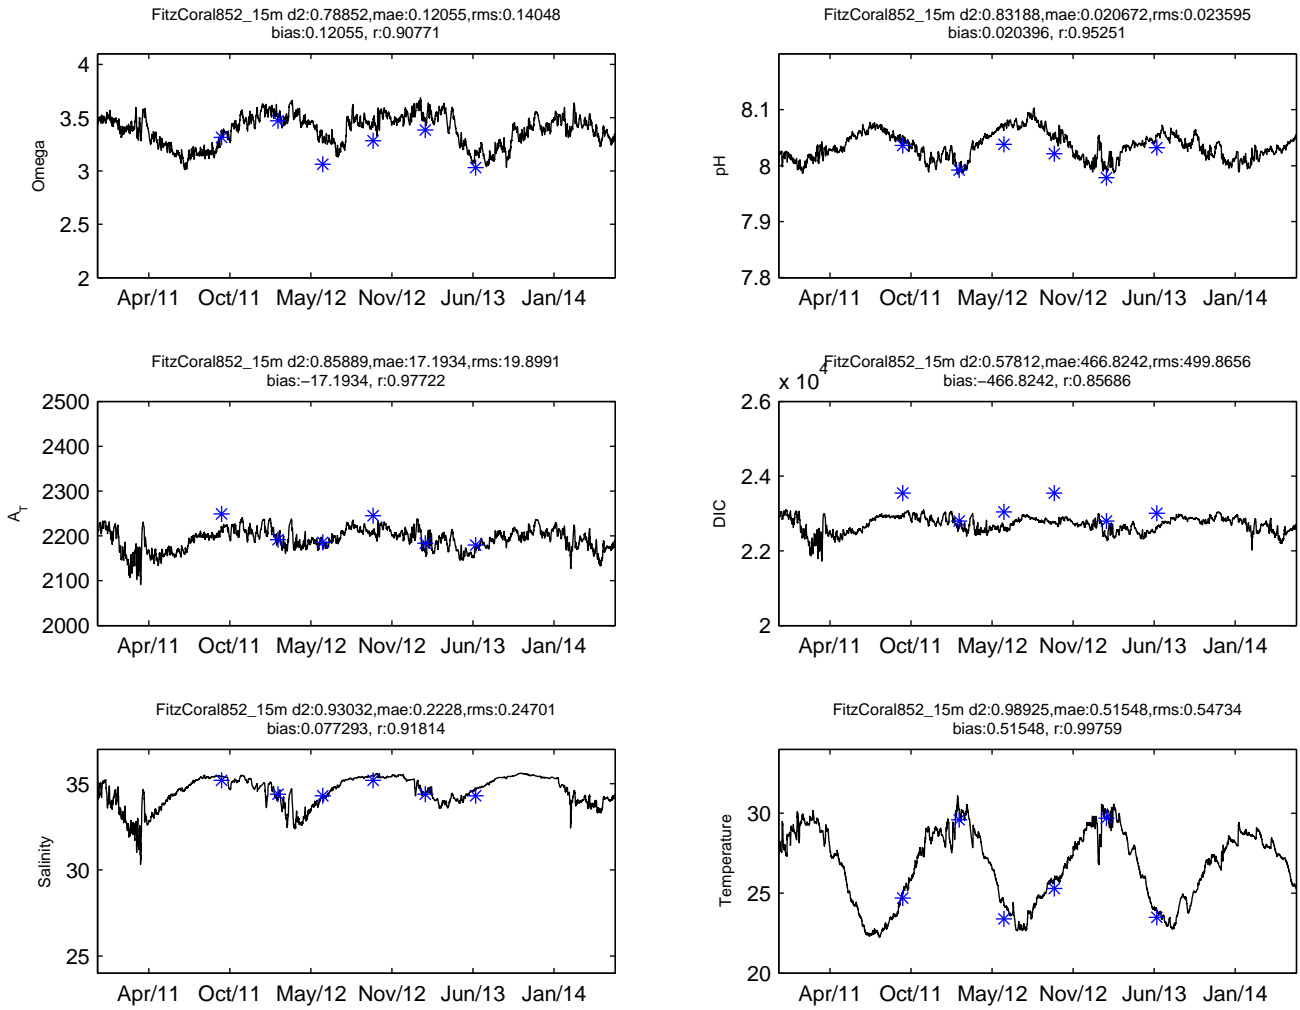 FitzCoral852_15m d2:0.78852,mae:0.12055,rms:0.14048
bias:0.12055, r:0.90771
4
3.5
3
2.5
2
Omega
Apr/11 Oct/11 May/12 Nov/12 Jun/13 Jan/14
FitzCoral852_15m d2:0.83188,mae:0.020672,rms:0.023595
bias:0.020396, r:0.95251
8.1
8
7.9
7.8
pH
Apr/11 Oct/11 May/12 Nov/12 Jun/13 Jan/14
FitzCoral852_15m d2:0.85889,mae:17.1934,rms:19.8991
bias:−17.1934, r:0.97722
2500
2400
2300
2200
2100
2000
A_T
Apr/11 Oct/11 May/12 Nov/12 Jun/13 Jan/14
FitzCoral852_15m d2:0.57812,mae:466.8242,rms:499.8656
bias:−466.8242, r:0.85686
x 10^4
2.6
2.4
2.2
2
DIC
Apr/11 Oct/11 May/12 Nov/12 Jun/13 Jan/14
FitzCoral852_15m d2:0.93032,mae:0.2228,rms:0.24701
bias:0.077293, r:0.91814
35
30
25
Salinity
Apr/11 Oct/11 May/12 Nov/12 Jun/13 Jan/14
FitzCoral852_15m d2:0.98925,mae:0.51548,rms:0.54734
bias:0.51548, r:0.99759
30
25
20
Temperature
Apr/11 Oct/11 May/12 Nov/12 Jun/13 Jan/14